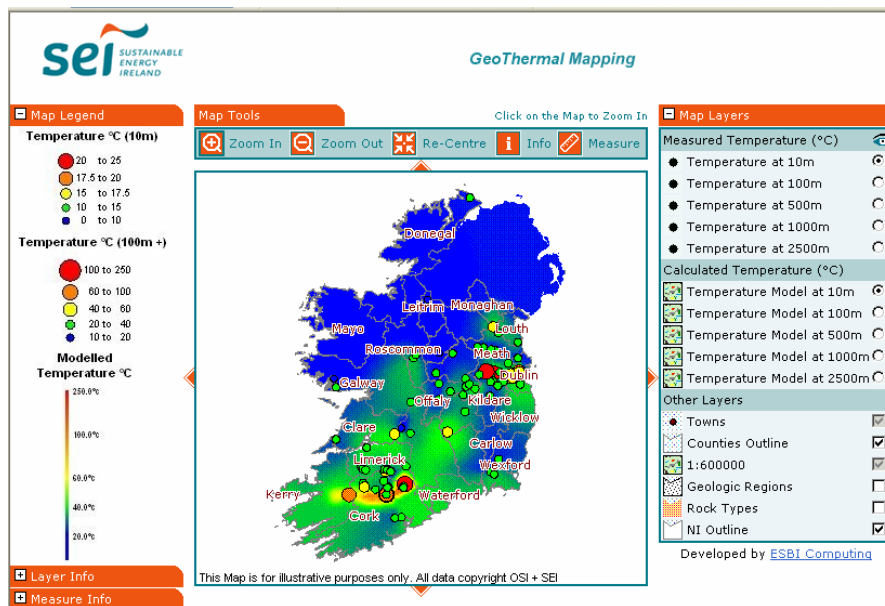 sei SUSTAINABLE
ENERGY
IRELAND
GeoThermal Mapping
Map Legend
Temperature °C (10m)
20 to 25
17.5 to 20
15 to 17.5
10 to 15
0 to 10
Temperature °C (100m +)
100 to 250
60 to 100
40 to 60
20 to 40
10 to 20
Modelled
Temperature °C
250.0°c
100.0°c
60.0°c
40.0°c
20.0°c
Layer Info
Measure Info
Map Tools
Click on the Map to Zoom In
Zoom In
Zoom Out
Re-Centre
i Info
Measure
Donegal
Leitrim
Monaghan
Mayo
Louth
Roscommon
Meath
Galway
Dublin
Offaly
Kildare
Wicklow
Clare
Carlow
Limerick
Wexford
Kerry
Waterford
Cork
This Map is for illustrative purposes only. All data copyright OSI + SEI
Map Layers
Measured Temperature (°C)
Temperature at 10m
Temperature at 100m
Temperature at 500m
Temperature at 1000m
Temperature at 2500m
Calculated Temperature (°C)
Temperature Model at 10m
Temperature Model at 100m
Temperature Model at 500m
Temperature Model at 1000m
Temperature Model at 2500m
Other Layers
Towns
Counties Outline
1:600000
Geologic Regions
Rock Types
NI Outline
Developed by ESBI Computing